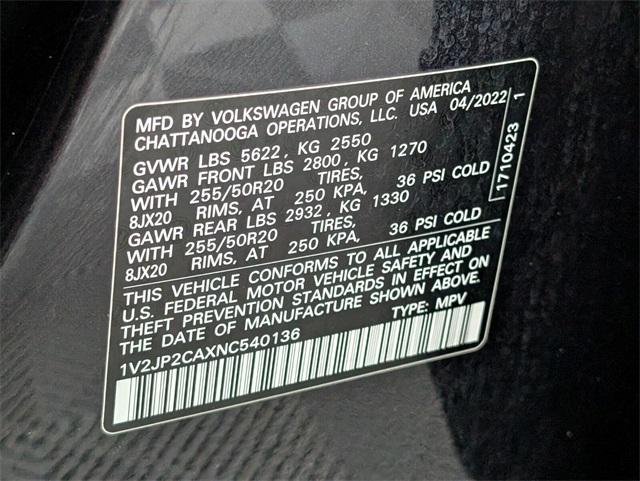 MFD BY VOLKSWAGEN GROUP OF AMERICA
CHATTANOOGA OPERATIONS, LLC. USA 04/2022
GVWR LBS 5622, KG 2550
GAWR FRONT LBS 2800, KG 1270
WITH 255/50R20 TIRES,
8JX20 RIMS, AT 250 KPA, 36 PSI COLD
GAWR REAR LBS 2932, KG 1330
WITH 255/50R20 TIRES,
8JX20 RIMS, AT 250 KPA, 36 PSI COLD
THIS VEHICLE CONFORMS TO ALL APPLICABLE
U.S. FEDERAL MOTOR VEHICLE SAFETY AND
THEFT PREVENTION STANDARDS IN EFFECT ON
THE DATE OF MANUFACTURE SHOWN ABOVE.
1V2JP2CAXNC540136 TYPE: MPV
1710423 1